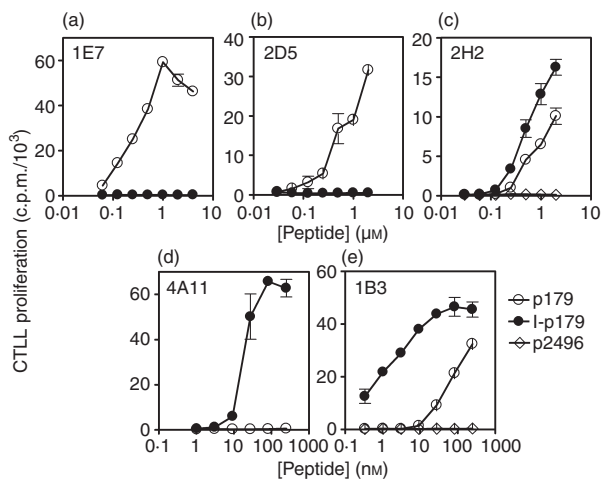 (a)
1E7
60
40
20
0
0·01 0·1 1 10
(b)
2D5
40
30
20
10
0
0·01 0·1 1 10
(c)
2H2
20
15
10
5
0
0·01 0·1 1 10
[Peptide] (μM)
CTLL proliferation (c.p.m./10³)
(d)
4A11
60
40
20
0
0·1 1 10 100 1000
(e)
1B3
60
40
20
0
0·1 1 10 100 1000
[Peptide] (nM)
p179
I-p179
p2496